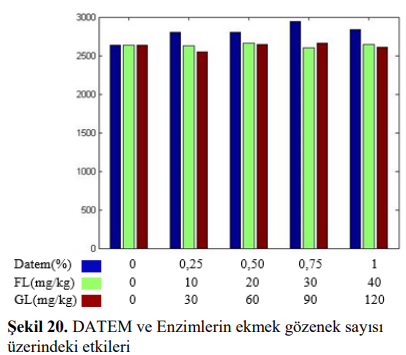 3000
2500
2000
1500
1000
500
0
Datem(%) 0 0,25 0,50 0,75 1
FL(mg/kg) 0 10 20 30 40
GL(mg/kg) 0 30 60 90 120
Şekil 20. DATEM ve Enzimlerin ekmek gözenek sayısı
üzerindeki etkileri